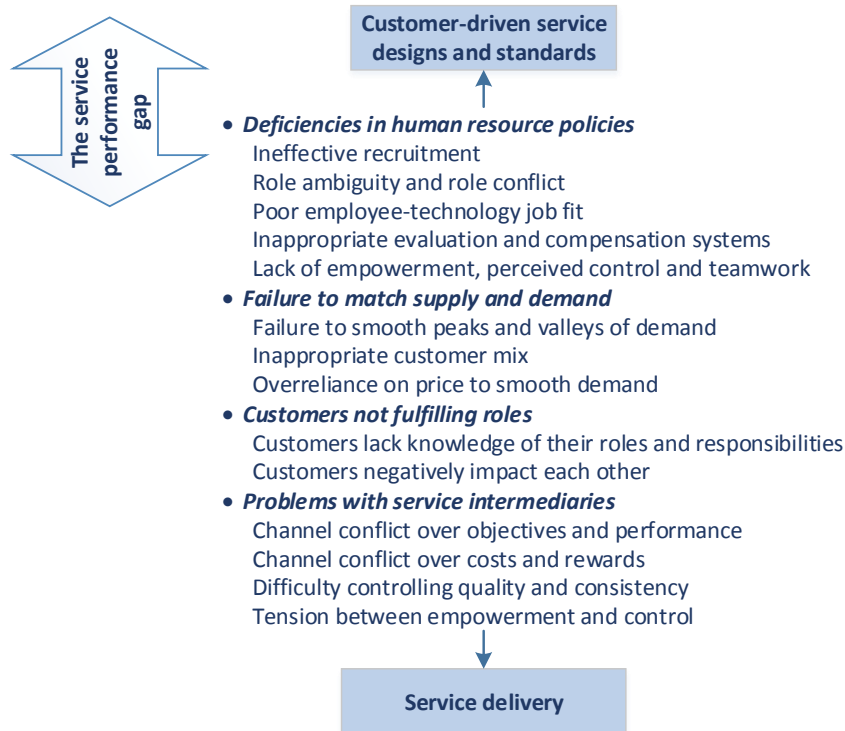 Customer-driven service
designs and standards
The service
performance
gap
• Deficiencies in human resource policies
Ineffective recruitment
Role ambiguity and role conflict
Poor employee-technology job fit
Inappropriate evaluation and compensation systems
Lack of empowerment, perceived control and teamwork
• Failure to match supply and demand
Failure to smooth peaks and valleys of demand
Inappropriate customer mix
Overreliance on price to smooth demand
• Customers not fulfilling roles
Customers lack knowledge of their roles and responsibilities
Customers negatively impact each other
• Problems with service intermediaries
Channel conflict over objectives and performance
Channel conflict over costs and rewards
Difficulty controlling quality and consistency
Tension between empowerment and control
Service delivery